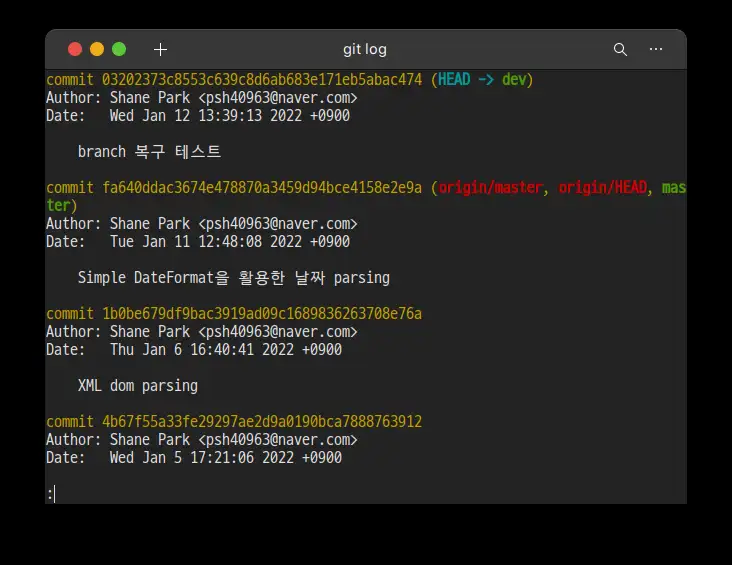 git log
commit 03202373c8553c639c8d6ab683e171eb5abac474 (HEAD -> dev)
Author: Shane Park <psh40963@naver.com>
Date:   Wed Jan 12 13:39:13 2022 +0900
branch 복구 테스트
commit fa640ddac3674e478870a3459d94bce4158e2e9a (origin/master, origin/HEAD, mas
ter)
Author: Shane Park <psh40963@naver.com>
Date:   Tue Jan 11 12:48:08 2022 +0900
Simple DateFormat을 활용한 날짜 parsing
commit 1b0be679df9bac3919ad09c1689836263708e76a
Author: Shane Park <psh40963@naver.com>
Date:   Thu Jan 6 16:40:41 2022 +0900
XML dom parsing
commit 4b67f55a33fe29297ae2d9a0190bca7888763912
Author: Shane Park <psh40963@naver.com>
Date:   Wed Jan 5 17:21:06 2022 +0900
: